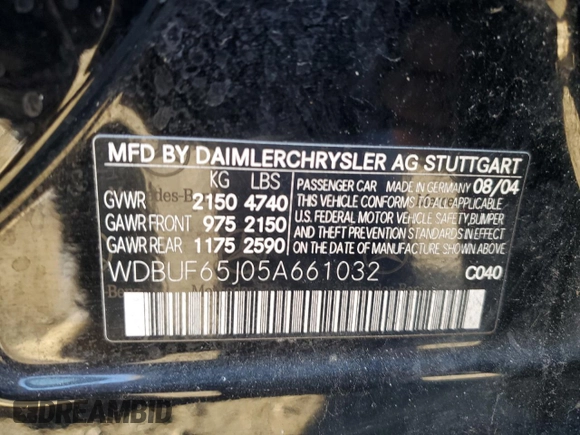 MFD BY DAIMLERCHRYSLER AG STUTTGART
KG LBS
GVWR 2150 4740
GAWR FRONT 975 2150
GAWR REAR 1175 2590
PASSENGER CAR MADE IN GERMANY 08/04
THIS VEHICLE CONFORMS TO ALL APPLICABLE
U.S. FEDERAL MOTOR VEHICLE SAFETY, BUMPER
AND THEFT PREVENTION STANDARDS IN EFFECT
ON THE DATE OF MANUFACTURE SHOWN ABOVE.
WDBUF65J05A661032
C040
DREAMBID